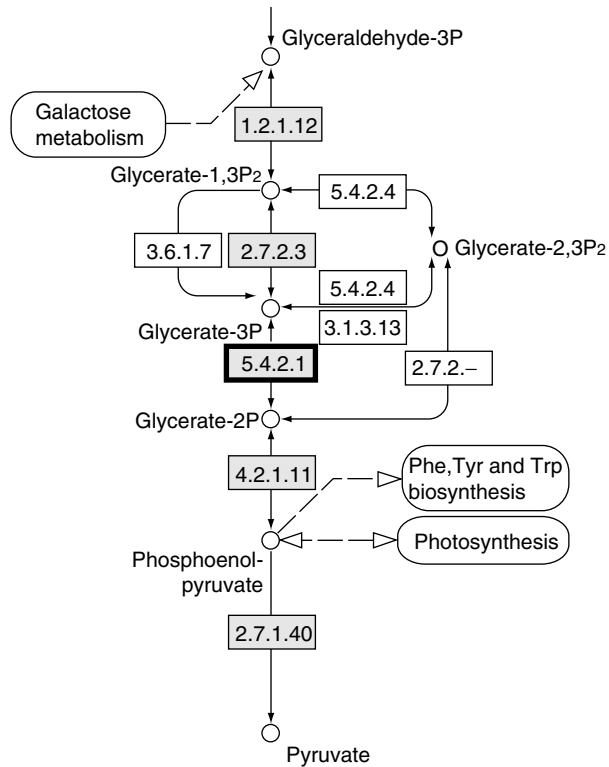 Glyceraldehyde-3P
Galactose
metabolism
1.2.1.12
Glycerate-1,3P2
5.4.2.4
3.6.1.7
2.7.2.3
Glycerate-2,3P2
5.4.2.4
3.1.3.13
Glycerate-3P
5.4.2.1
2.7.2.–
Glycerate-2P
4.2.1.11
Phe,Tyr and Trp
biosynthesis
Photosynthesis
Phosphoenol-
pyruvate
2.7.1.40
Pyruvate